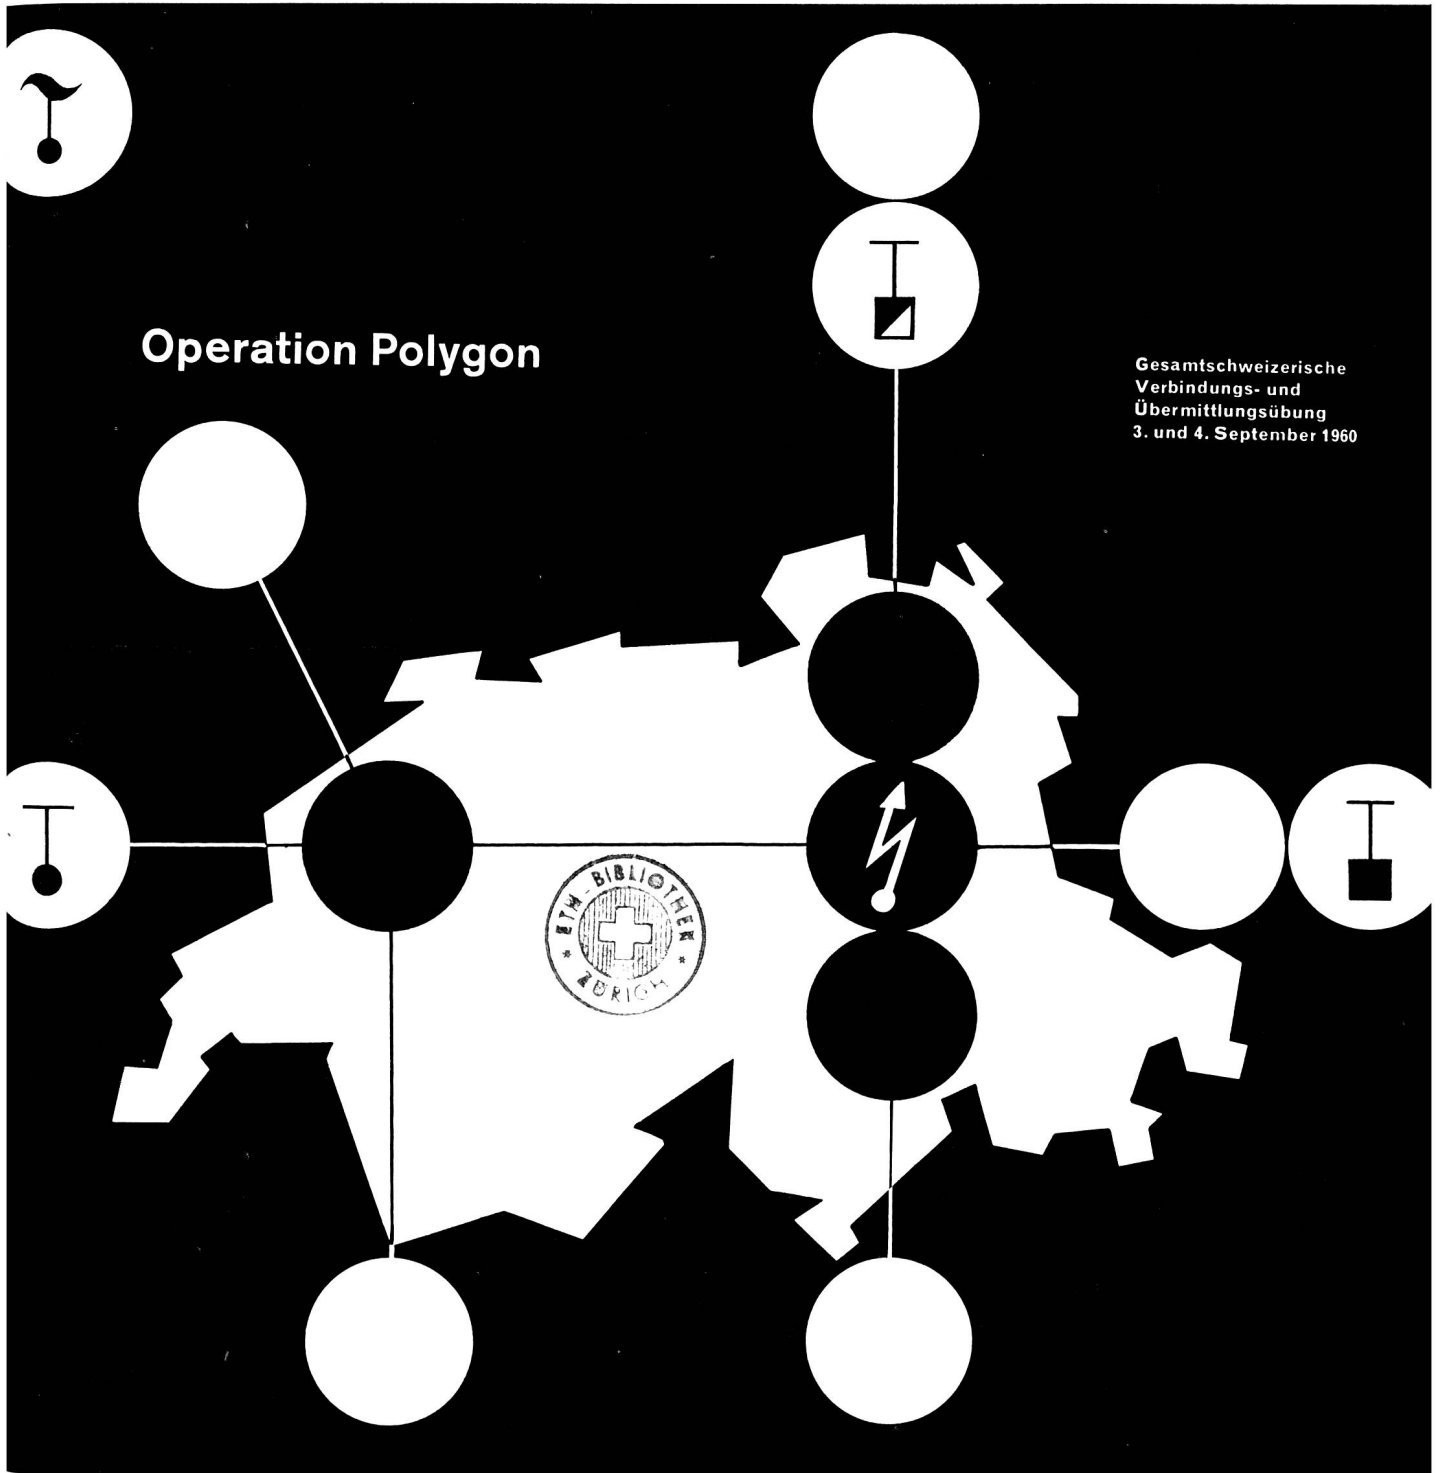 Operation Polygon
Gesamtschweizerische
Verbindungs- und
Übermittlungsübung
3. und 4. September 1960
ETH-BIBLIOTHEK
* ZÜRICH *